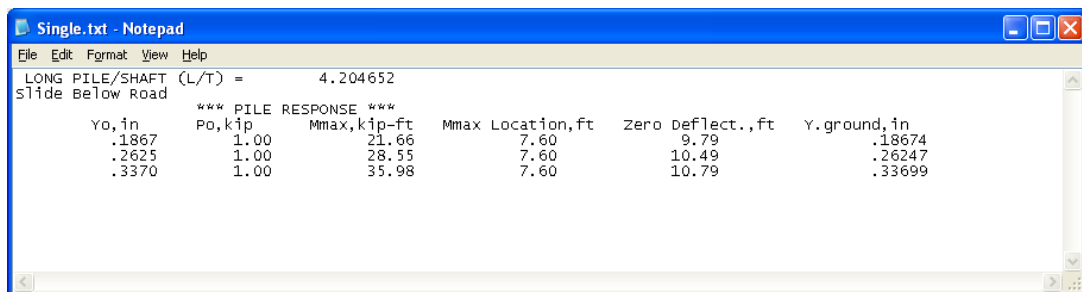 Single.txt - Notepad
File Edit Format View Help
LONG PILE/SHAFT (L/T) = 4.204652
Slide Below Road
*** PILE RESPONSE ***
Yo,in Po,kip Mmax,kip-ft Mmax Location,ft Zero Deflect.,ft Y.ground,in
.1867 1.00 21.66 7.60 9.79 .18674
.2625 1.00 28.55 7.60 10.49 .26247
.3370 1.00 35.98 7.60 10.79 .33699